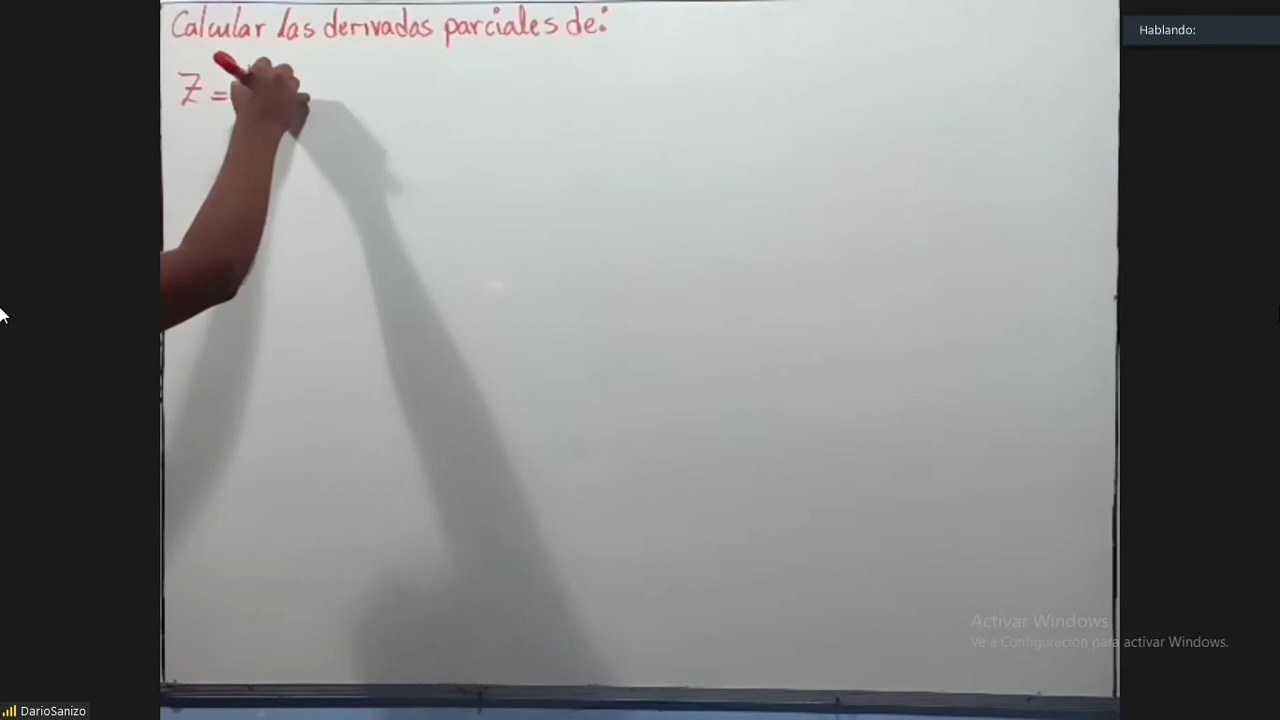 Calcular las derivadas parciales de:
Z =
Hablando:
Activar Windows
Ve a Configuración para activar Windows.
DarioSanizo